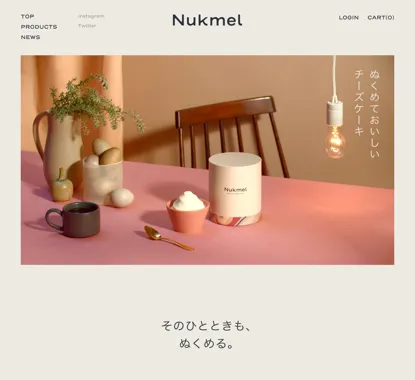 TOP
PRODUCTS
NEWS
Instagram
Twitter
Nukmel
LOGIN
CART(0)
ぬくめておいしい
チーズケーキ
Nukmel
そのひとときも、
ぬくめる。